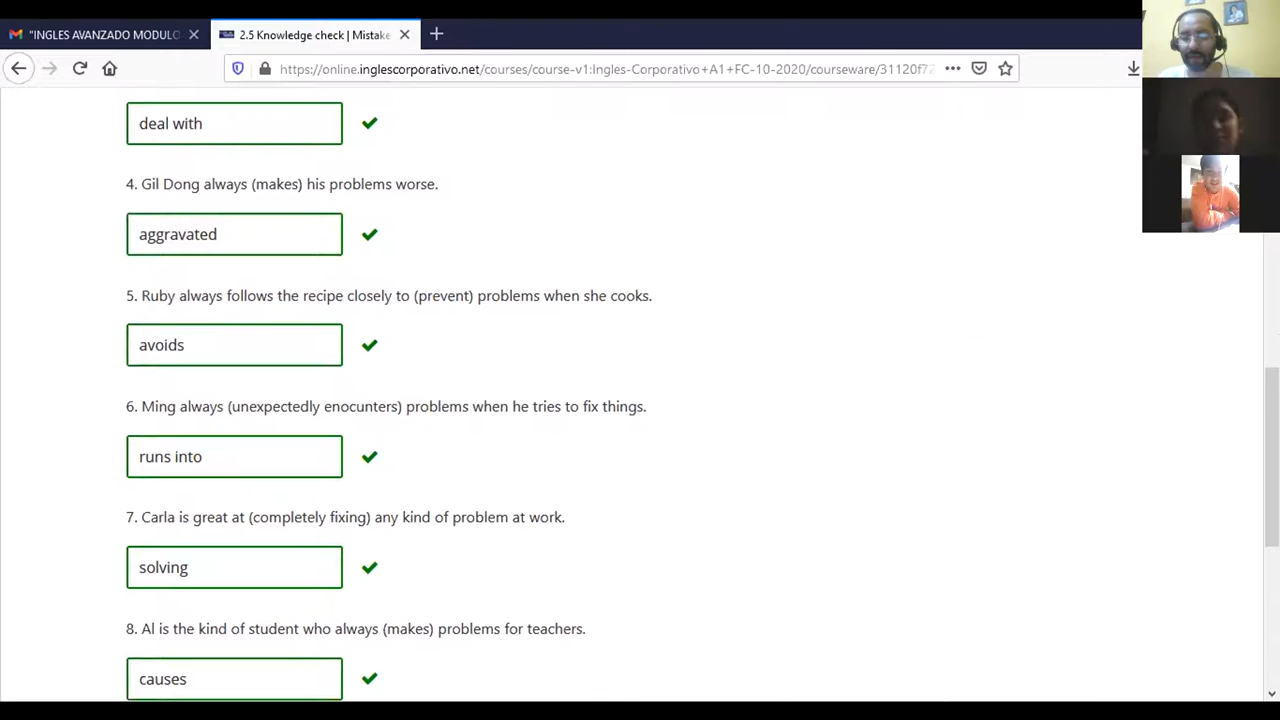 "INGLES AVANZADO MODULO
2.5 Knowledge check | Mistake
https://online.inglescorporativo.net/courses/course-v1:Ingles-Corporativo+A1+FC-10-2020/courseware/31120f72
deal with
4. Gil Dong always (makes) his problems worse.
aggravated
5. Ruby always follows the recipe closely to (prevent) problems when she cooks.
avoids
6. Ming always (unexpectedly enocunters) problems when he tries to fix things.
runs into
7. Carla is great at (completely fixing) any kind of problem at work.
solving
8. Al is the kind of student who always (makes) problems for teachers.
causes